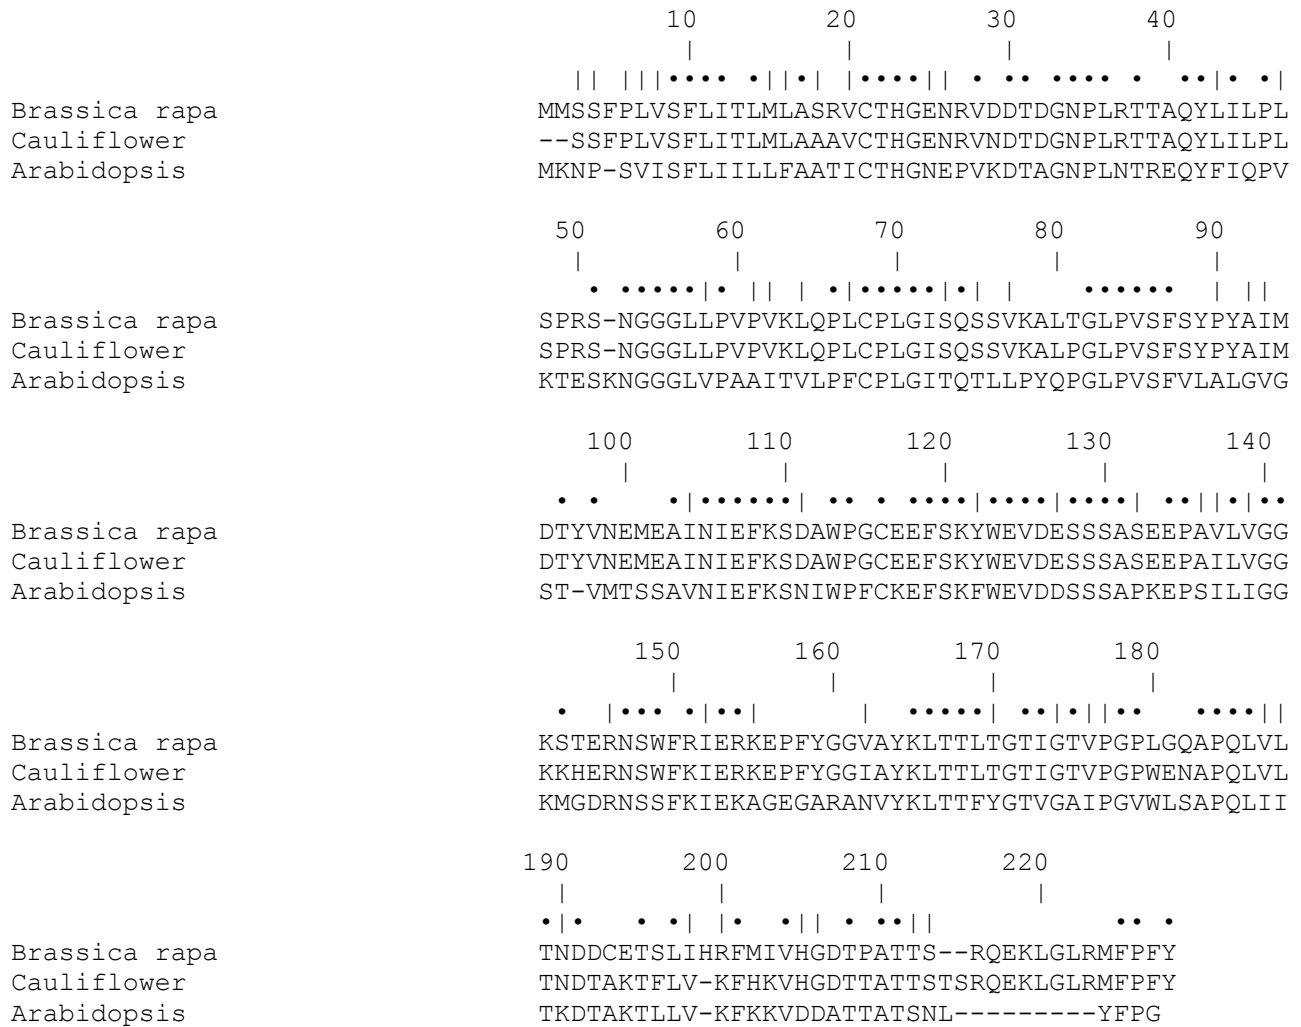 10 20 30 40
| | | |
|| |||•••• •||•| |••••|| • •• •••• • ••| • •|
Brassica rapa MMSSFPLVSFLITLMLASRVCTHGENRVDDTDGNPLRTTAQYLILPL
Cauliflower --SSFPLVSFLITLMLAAAVCTHGENRVNDTDGNPLRTTAQYLILPL
Arabidopsis MKNP-SVISFLIILLFAATICTHGNEPVKDTAGNPLNTREQYFIQPV
50 60 70 80 90
| | | | |
• •••••|• || | •|•••••|•| | •••••• | ||
Brassica rapa SPRS-NGGGLLPVPVKLQPLCPLGISQSSVKALTGLPVSFSYPYAIM
Cauliflower SPRS-NGGGLLPVPVKLQPLCPLGISQSSVKALPGLPVSFSYPYAIM
Arabidopsis KTESKNGGGLVPAAITVLPFCPLGITQTLLPYQPGLPVSFVLALGVG
100 110 120 130 140
| | | | |
• • •|••••••| •• • ••••|••••|••••| ••||•|••
Brassica rapa DTYVNEMEAINIEFKSDAWPGCEEFSKYWEVDESSSASEEPAVLVGG
Cauliflower DTYVNEMEAINIEFKSDAWPGCEEFSKYWEVDESSSASEEPAILVGG
Arabidopsis ST-VMTSSAVNIEFKSNIWPFCKEFSKFWEVDDSSSAPKEPSILIGG
150 160 170 180
| | | |
• |••• •|••| | •••••| ••|•||•• ••••||
Brassica rapa KSTERNSWFRIERKEPFYGGVAYKLTTLTGTIGTVPGPLGQAPQLVL
Cauliflower KKHERNSWFKIERKEPFYGGIAYKLTTLTGTIGTVPGPWENAPQLVL
Arabidopsis KMGDRNSSFKIEKAGEGARANVYKLTTFYGTVGAIPGVWLSAPQLII
190 200 210 220
| | | |
•|• • •| |• •|| • ••|| •• •
Brassica rapa TNDDCETSLIHRFMIVHGDTPATTS--RQEKLGLRMFPFY
Cauliflower TNDTAKTFLV-KFHKVHGDTTATTSTSRQEKLGLRMFPFY
Arabidopsis TKDTAKTLLV-KFKKVDDATTATSNL---------YFPG